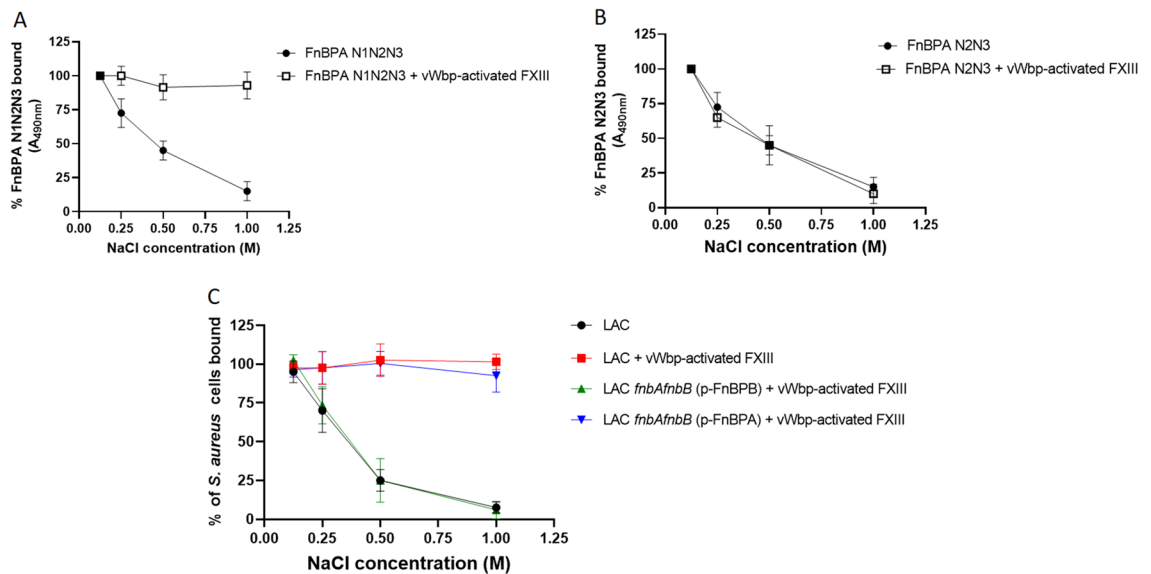 A
125
100
75
50
25
0
0.00 0.25 0.50 0.75 1.00 1.25
NaCl concentration (M)
% FnBPA N1N2N3 bound
(A490nm)
FnBPA N1N2N3
FnBPA N1N2N3 + vWbp-activated FXIII
B
125
100
75
50
25
0
0.00 0.25 0.50 0.75 1.00 1.25
NaCl concentration (M)
% FnBPA N2N3 bound
(A490nm)
FnBPA N2N3
FnBPA N2N3 + vWbp-activated FXIII
C
125
100
75
50
25
0
0.00 0.25 0.50 0.75 1.00 1.25
NaCl concentration (M)
% of S. aureus cells bound
LAC
LAC + vWbp-activated FXIII
LAC fnbAfnbB (p-FnBPB) + vWbp-activated FXIII
LAC fnbAfnbB (p-FnBPA) + vWbp-activated FXIII